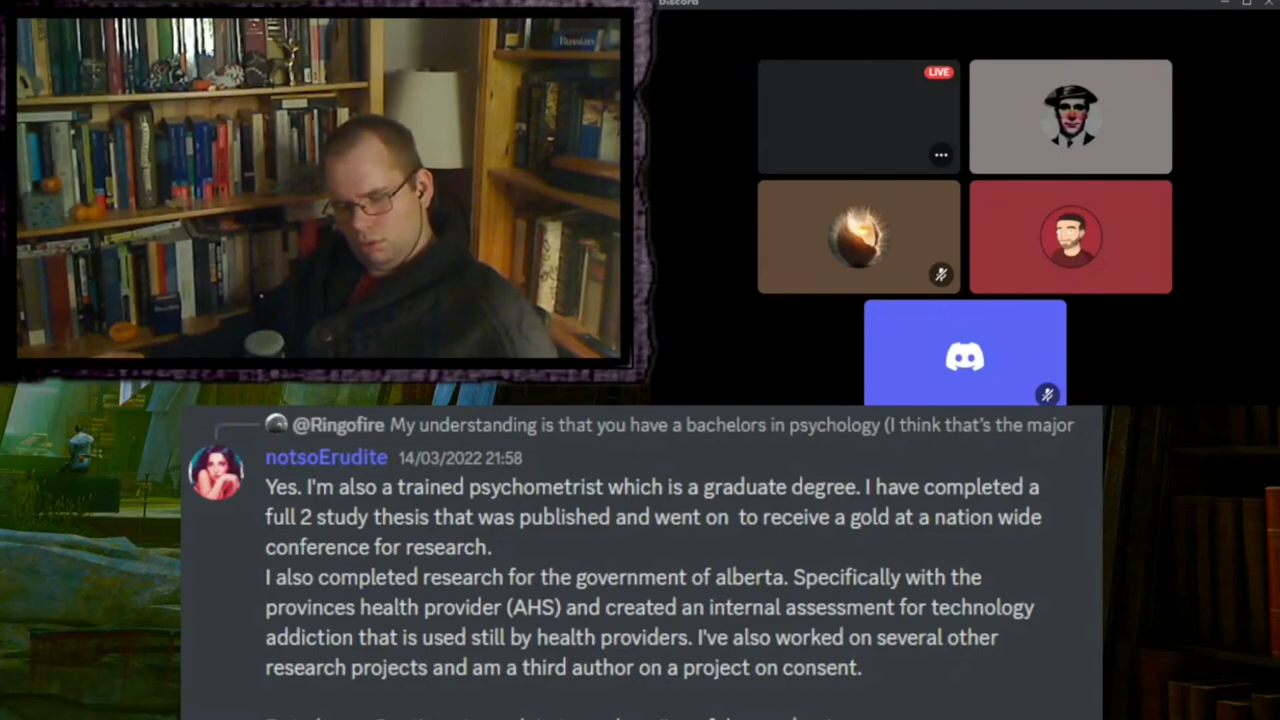 Discord
Russian
LIVE
@Ringofire My understanding is that you have a bachelors in psychology (I think that's the major
notsoErudite 14/03/2022 21:58
Yes. I'm also a trained psychometrist which is a graduate degree. I have completed a
full 2 study thesis that was published and went on to receive a gold at a nation wide
conference for research.
I also completed research for the government of alberta. Specifically with the
provinces health provider (AHS) and created an internal assessment for technology
addiction that is used still by health providers. I've also worked on several other
research projects and am a third author on a project on consent.